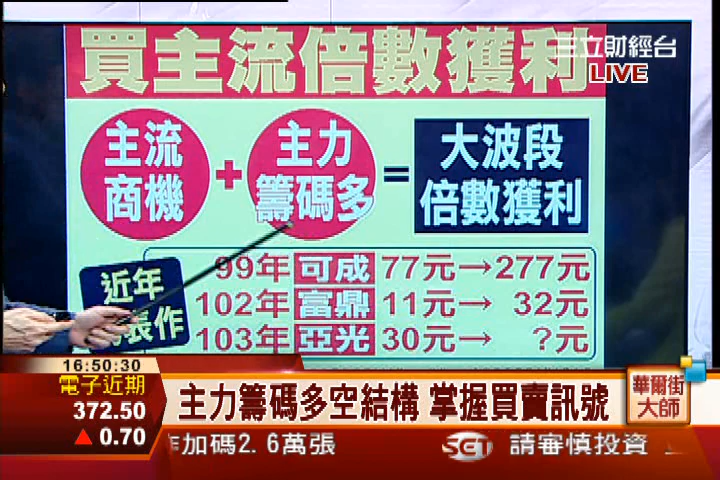 買主流倍數獲利
三立財經台
LIVE
主流商機
+
主力籌碼多
=
大波段倍數獲利
近年
張作
99年 可成 77元→277元
102年 富鼎 11元→ 32元
103年 亞光 30元→ ?元
16:50:30
電子近期
372.50
▲0.70
主力籌碼多空結構 掌握買賣訊號
華爾街大師
加碼2.6萬張
SET
請審慎投資